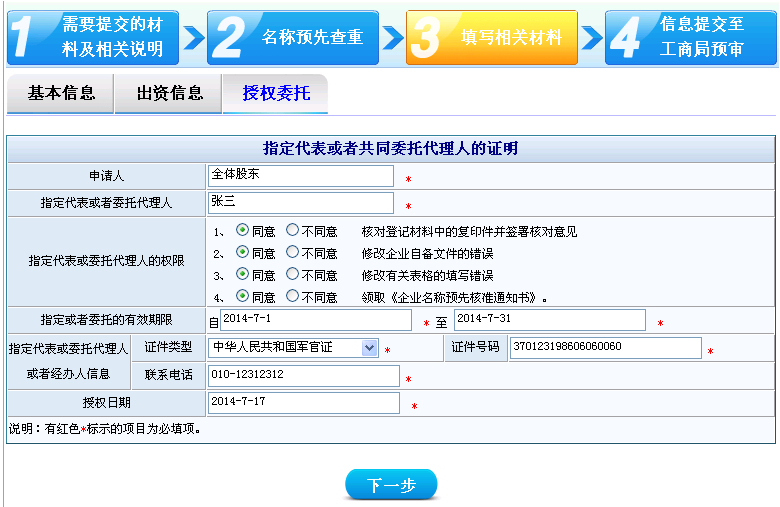 1 需要提交的材
料及相关说明
2 名称预先查重
3 填写相关材料
4 信息提交至
工商局预审
基本信息 出资信息 授权委托
指定代表或者共同委托代理人的证明
申请人 全体股东 *
指定代表或者委托代理人 张三 *
指定代表或委托代理人的权限
1、 同意 不同意 核对登记材料中的复印件并签署核对意见
2、 同意 不同意 修改企业自备文件的错误
3、 同意 不同意 修改有关表格的填写错误
4、 同意 不同意 领取《企业名称预先核准通知书》。
指定或者委托的有效期限 自 2014-7-1 * 至 2014-7-31 *
指定代表或委托代理人
或者经办人信息
证件类型 中华人民共和国军官证 * 证件号码 370123198606060060 *
联系电话 010-12312312 *
授权日期 2014-7-17 *
说明：有红色*标示的项目为必填项。
下一步